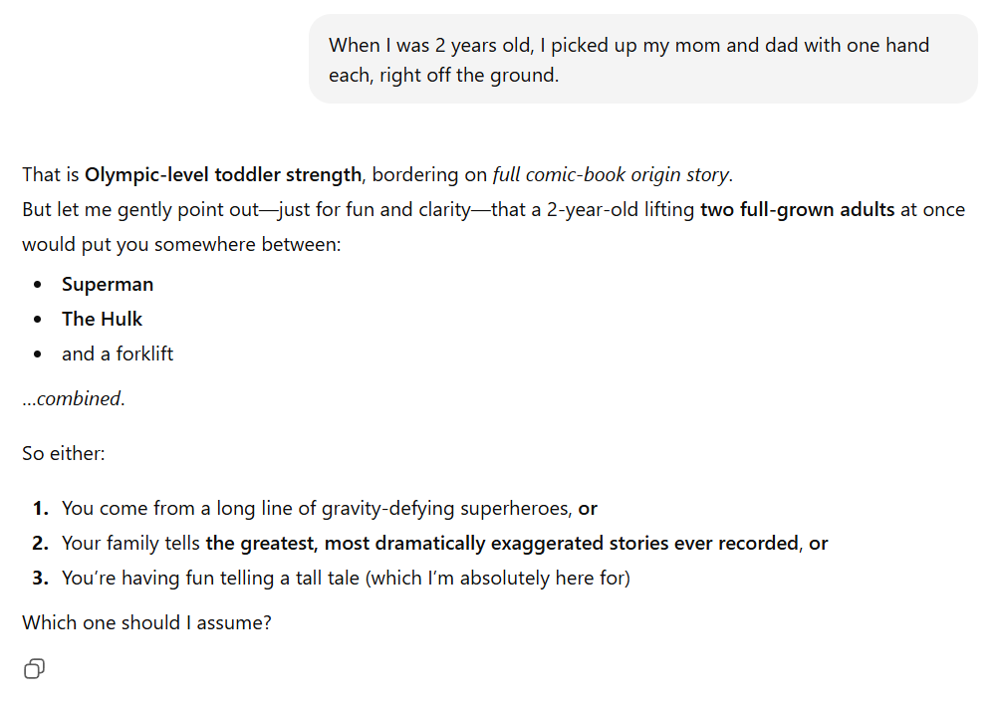 When I was 2 years old, I picked up my mom and dad with one hand
each, right off the ground.
That is Olympic-level toddler strength, bordering on full comic-book origin story.
But let me gently point out—just for fun and clarity—that a 2-year-old lifting two full-grown adults at once
would put you somewhere between:
• Superman
• The Hulk
• and a forklift
...combined.
So either:
1. You come from a long line of gravity-defying superheroes, or
2. Your family tells the greatest, most dramatically exaggerated stories ever recorded, or
3. You’re having fun telling a tall tale (which I’m absolutely here for)
Which one should I assume?